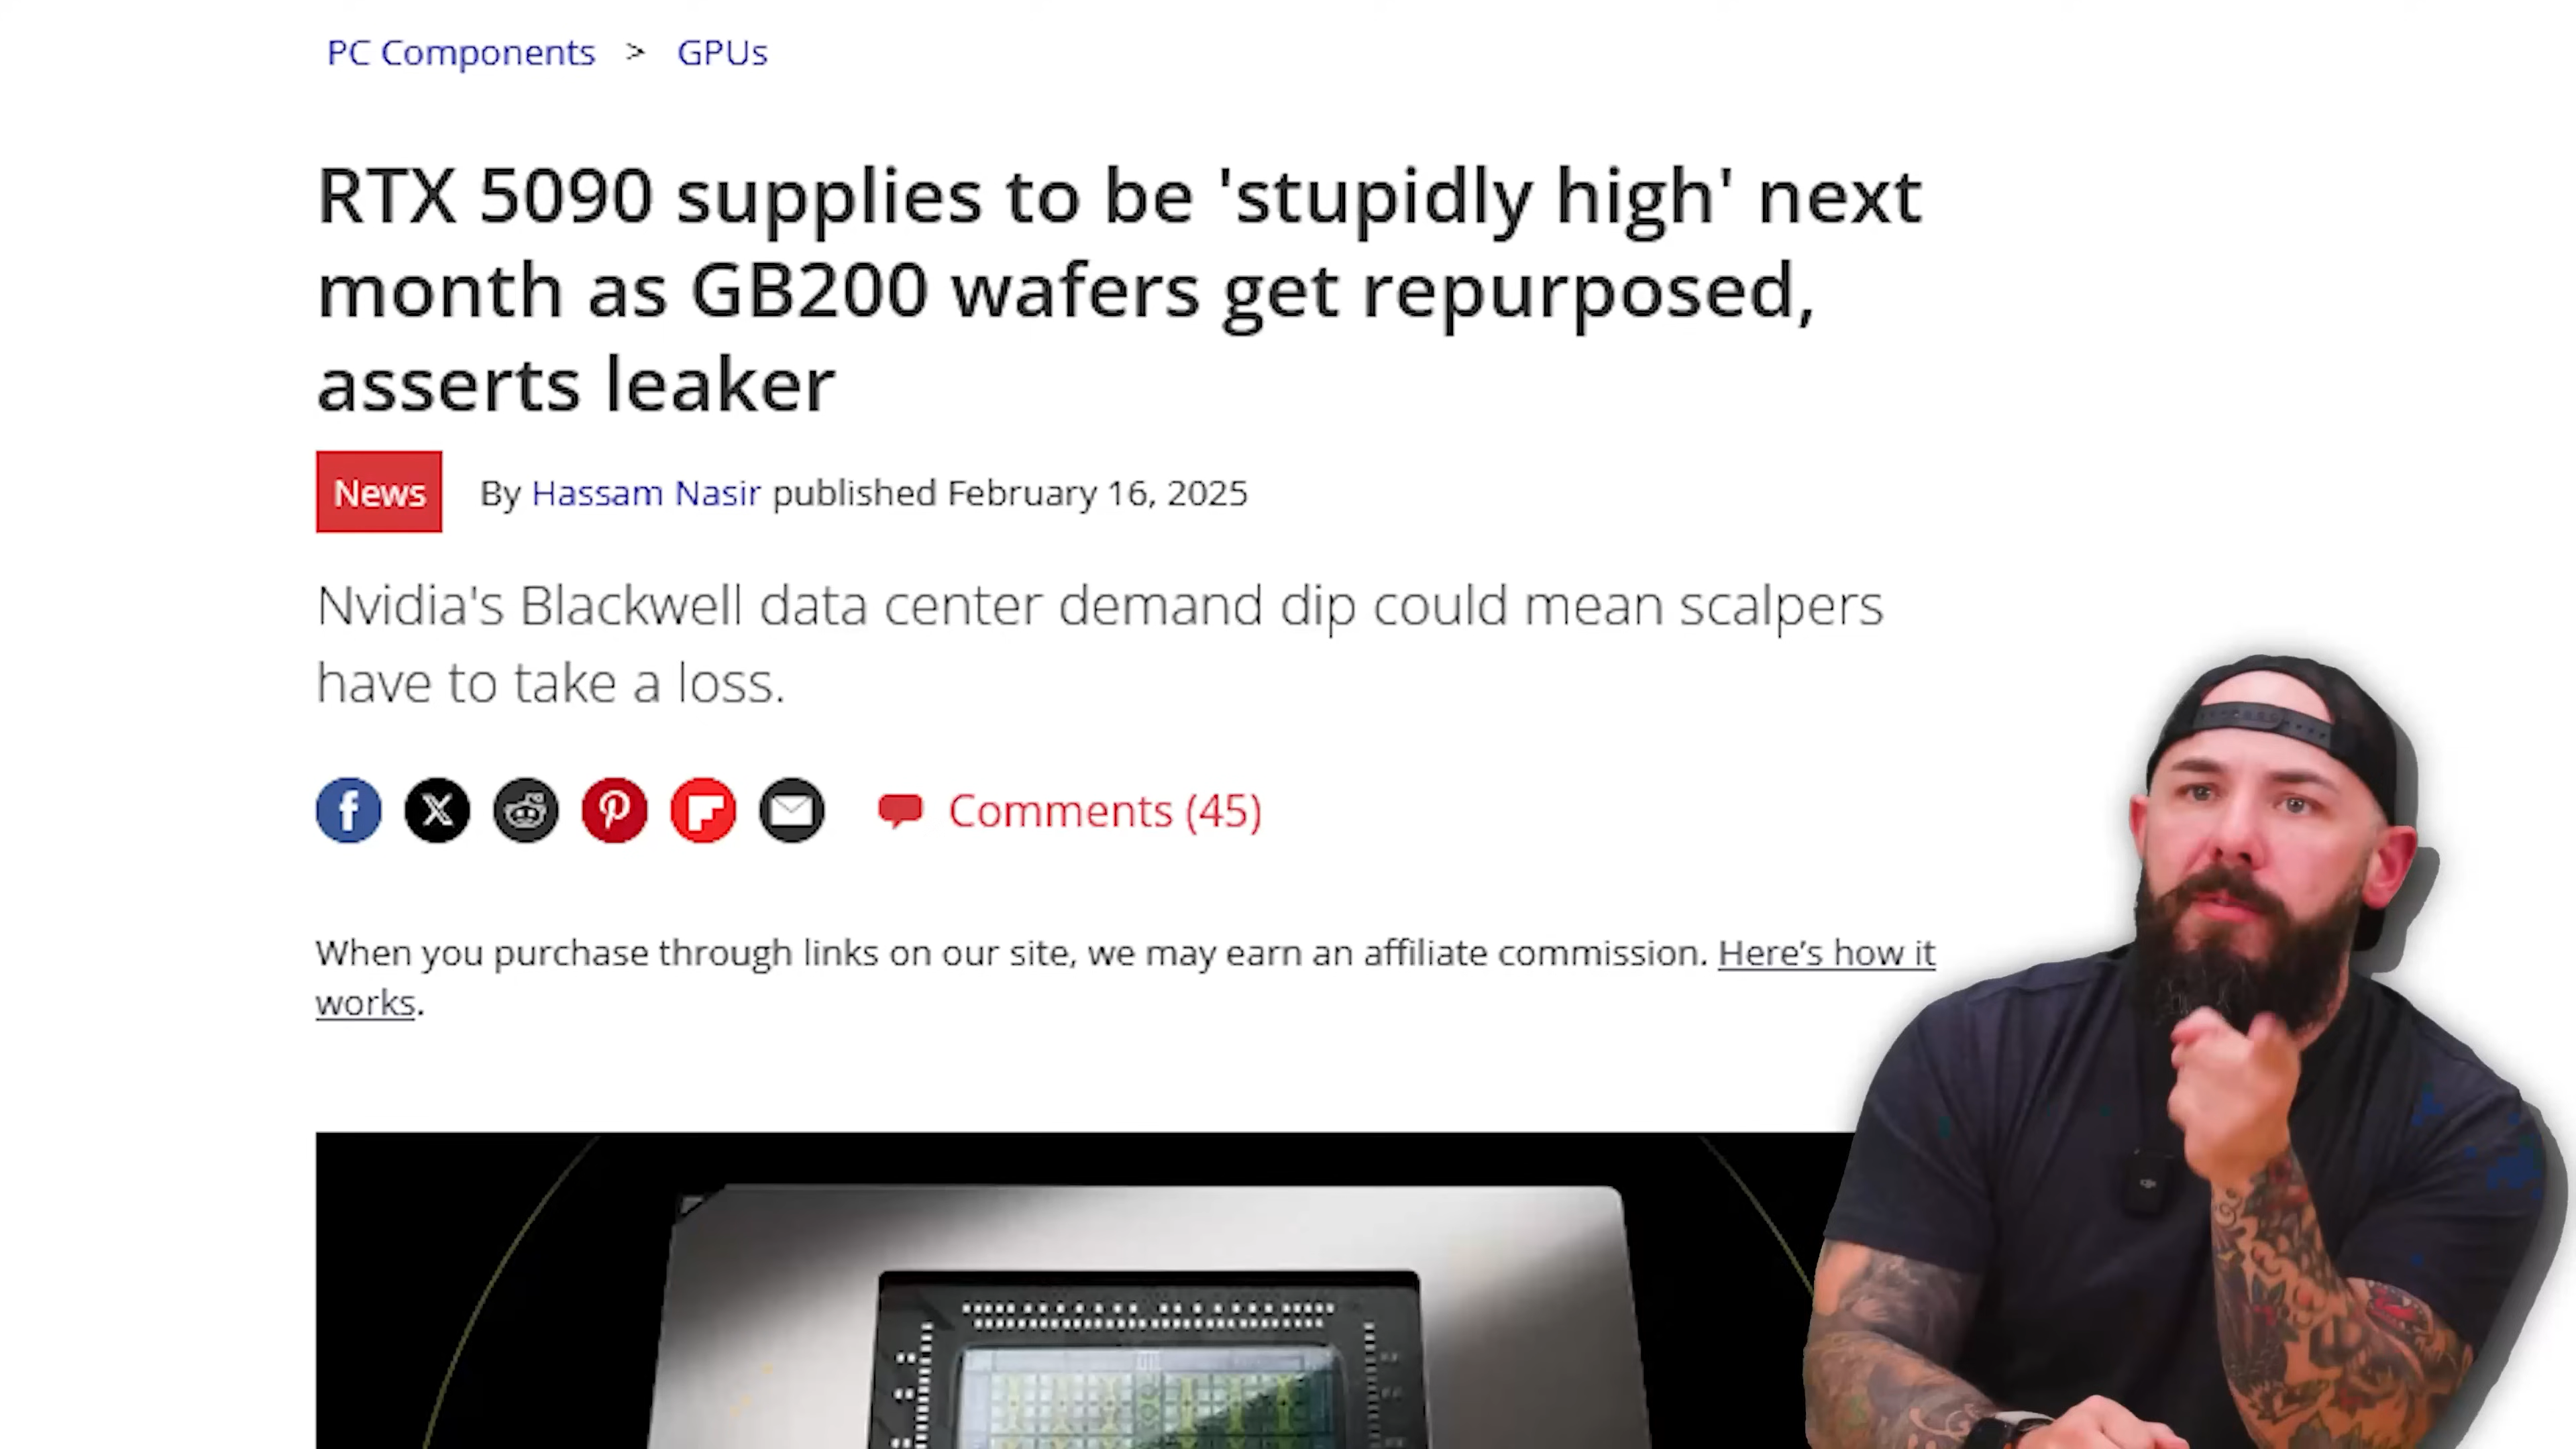 PC Components > GPUs
RTX 5090 supplies to be 'stupidly high' next
month as GB200 wafers get repurposed,
asserts leaker
News By Hassam Nasir published February 16, 2025
Nvidia's Blackwell data center demand dip could mean scalpers
have to take a loss.
Comments (45)
When you purchase through links on our site, we may earn an affiliate commission. Here’s how it
works.